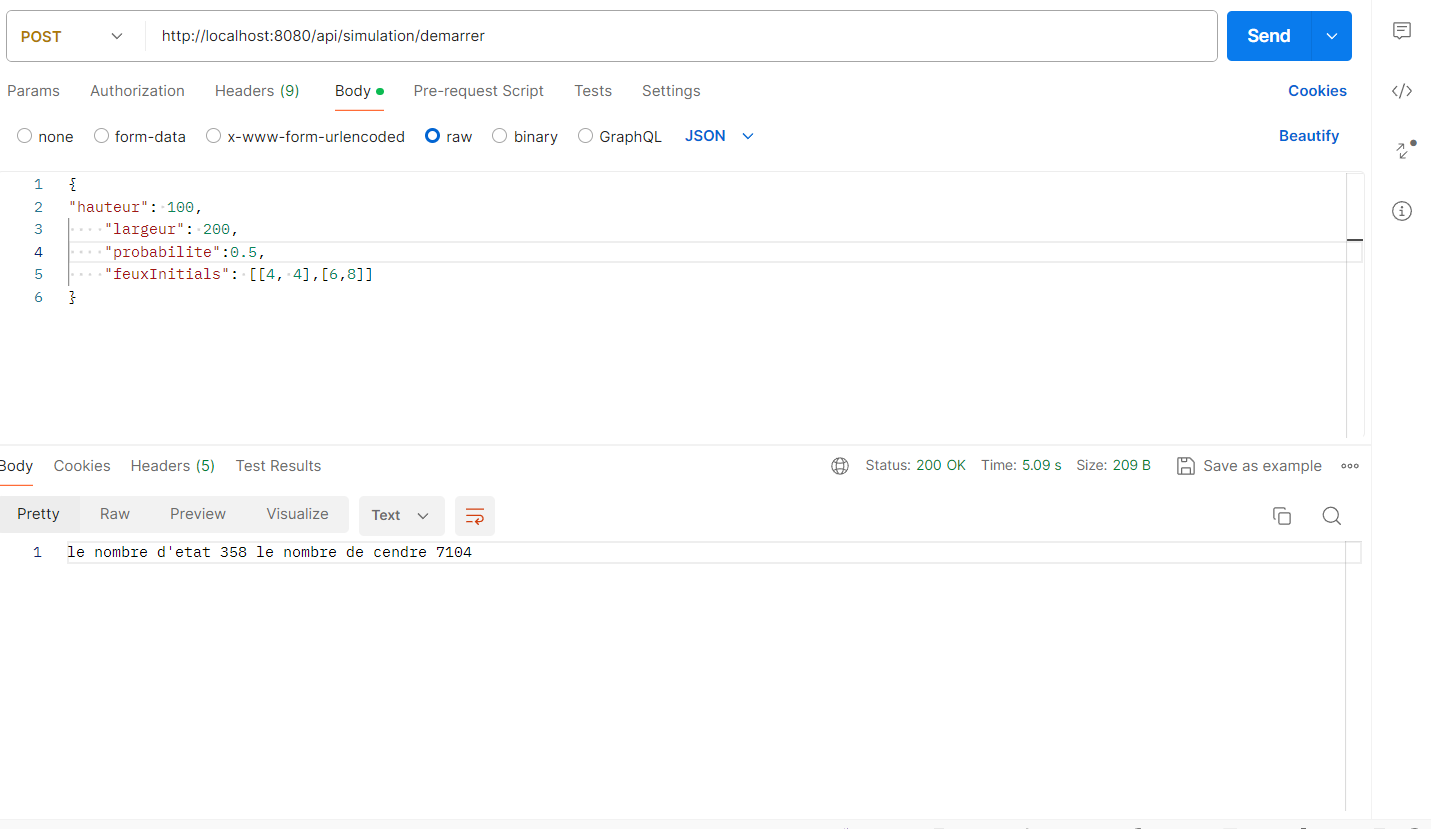 POST http://localhost:8080/api/simulation/demarrer Send
Params Authorization Headers (9) Body Pre-request Script Tests Settings Cookies
none form-data x-www-form-urlencoded raw binary GraphQL JSON Beautify
1 {
2 "hauteur": 100,
3 "largeur": 200,
4 "probabilite":0.5,
5 "feuxInitials": [[4, 4],[6,8]]
6 }
Body Cookies Headers (5) Test Results Status: 200 OK Time: 5.09 s Size: 209 B Save as example
Pretty Raw Preview Visualize Text
1 le nombre d'etat 358 le nombre de cendre 7104